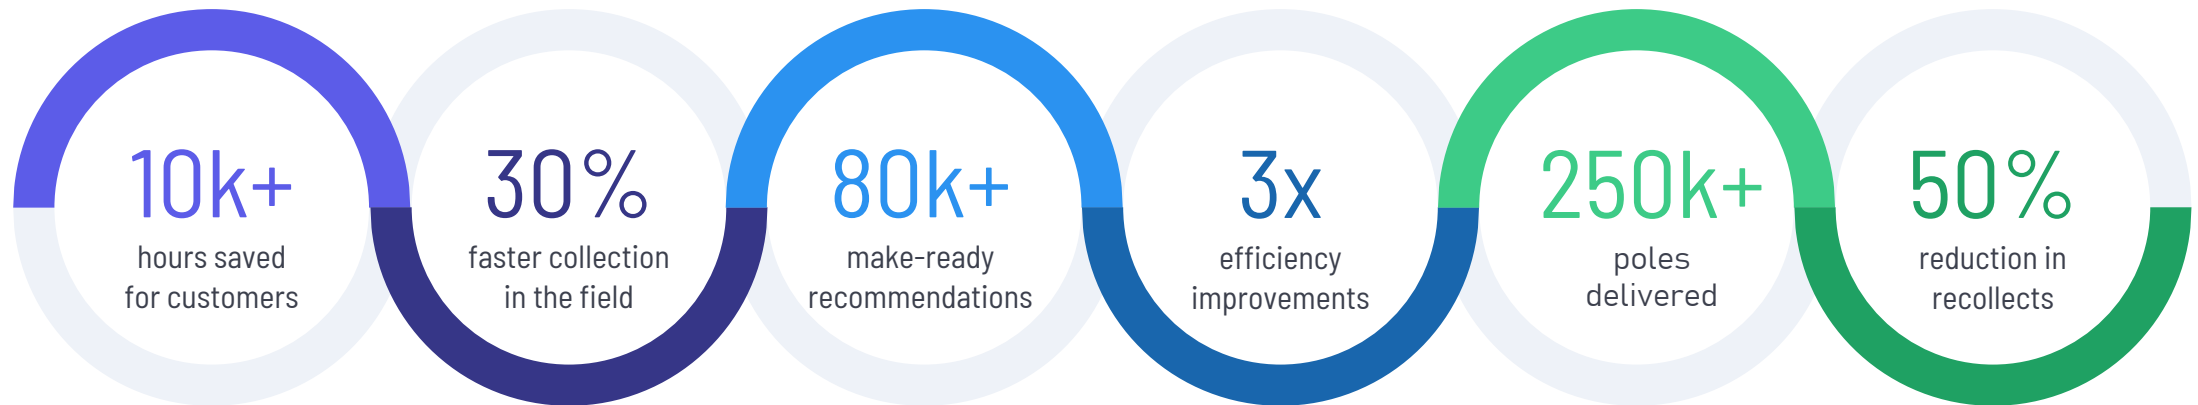 10k+
hours saved
for customers
30%
faster collection
in the field
80k+
make-ready
recommendations
3x
efficiency
improvements
250k+
poles
delivered
50%
reduction in
recollects